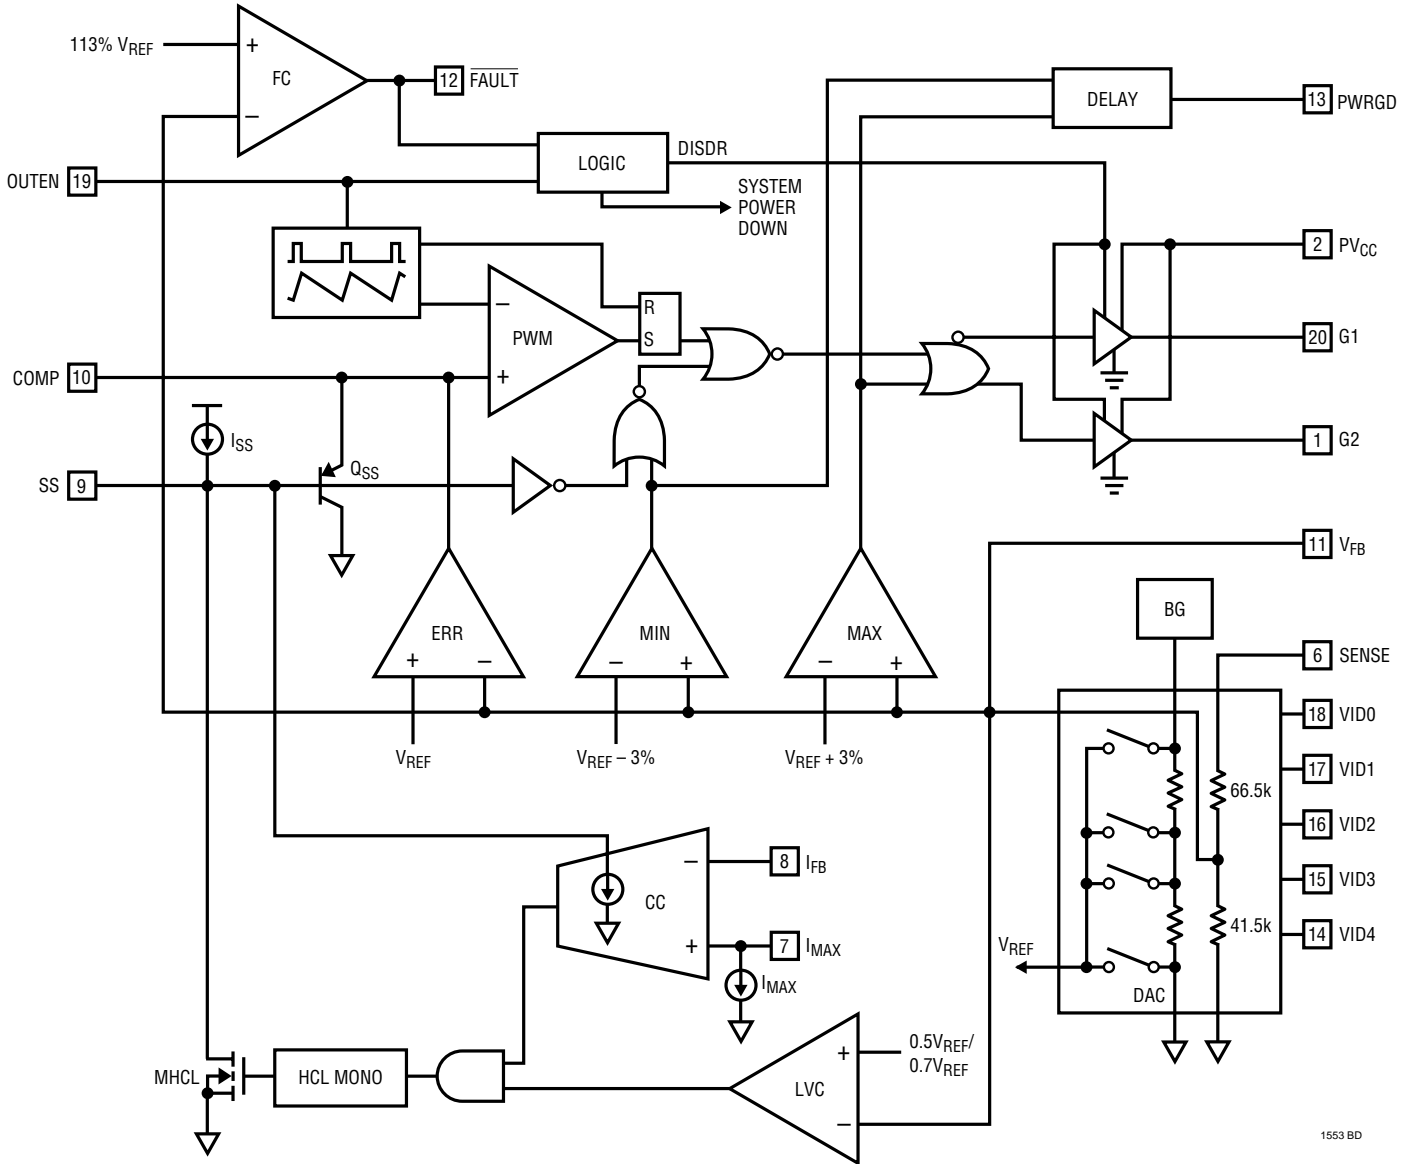 113% VREF
+
FC
−
12 FAULT
DELAY
13 PWRGD
OUTEN 19
LOGIC
DISDR
SYSTEM
POWER
DOWN
2 PVCC
R
S
−
PWM
+
20 G1
COMP 10
ISS
QSS
1 G2
SS 9
11 VFB
BG
ERR
+ −
MIN
− +
MAX
− +
6 SENSE
18 VID0
VREF
VREF – 3%
VREF + 3%
17 VID1
66.5k
16 VID2
−
8 IFB
CC
15 VID3
+
7 IMAX
41.5k
14 VID4
VREF
IMAX
DAC
+
0.5VREF/
0.7VREF
MHCL
HCL MONO
LVC
−
1553 BD